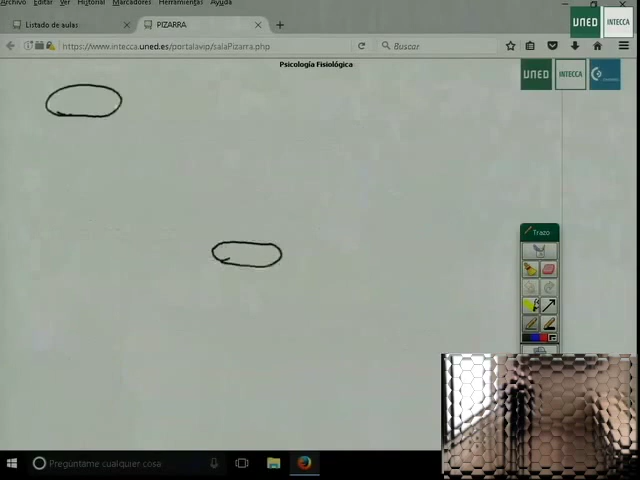 Archivo Editar Ver Historial Marcadores Herramientas Ayuda
Listado de aulas
PIZARRA
UNED
INTECCA
https://www.intecca.uned.es/portalavip/salaPizarra.php
Buscar
Psicología Fisiológica
UNED
INTECCA
Trazo
Pregúntame cualquier cosa